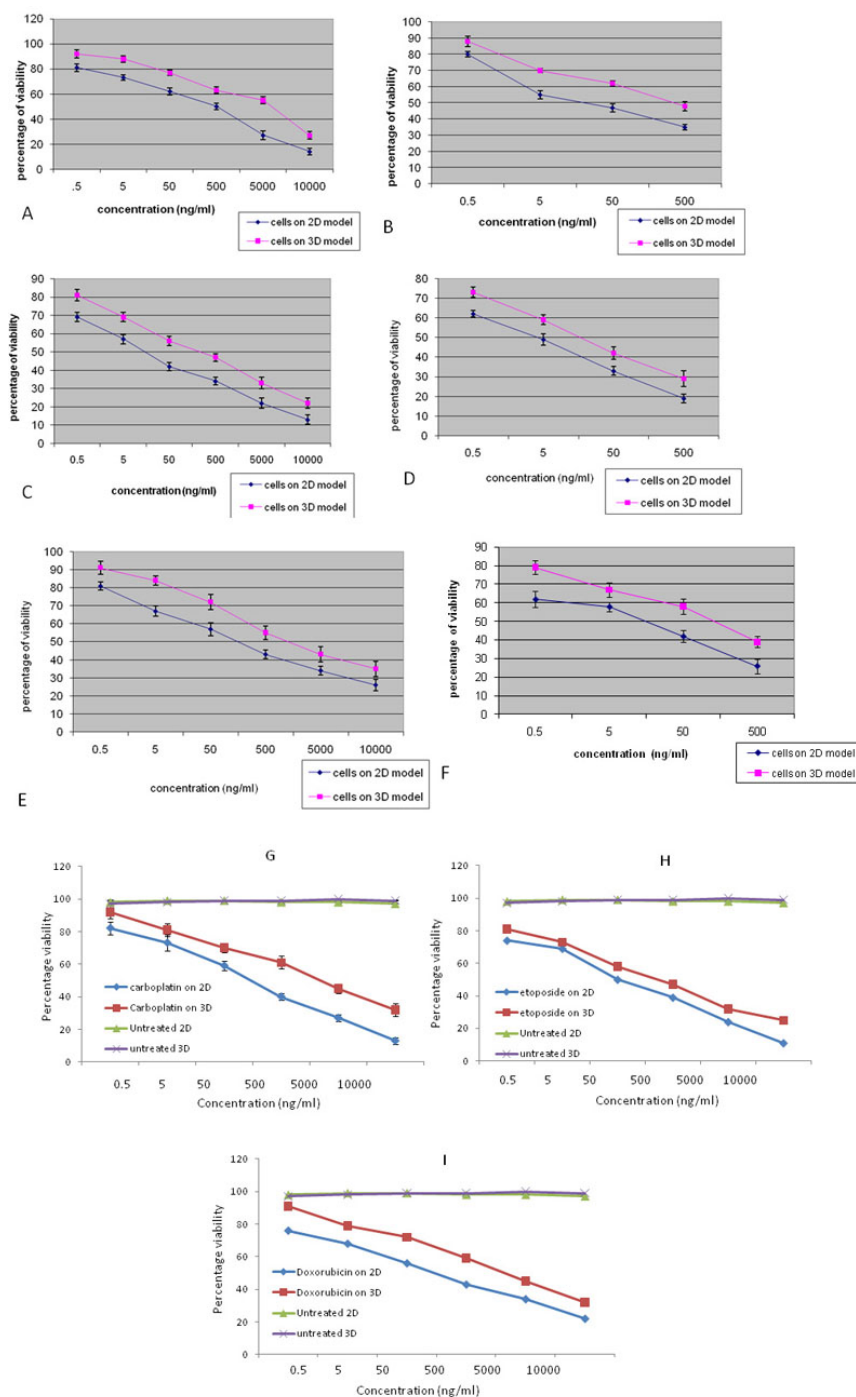 120
100
80
60
40
20
0
percentage of viability
.5 5 50 500 5000 10000
concentration (ng/ml)
A
cells on 2D model
cells on 3D model
100
90
80
70
60
50
40
30
20
10
0
percentage of viability
0.5 5 50 500
concentration (ng/ml)
B
cells on 2D model
cells on 3D model
90
80
70
60
50
40
30
20
10
0
percentage of viability
0.5 5 50 500 5000 10000
concentration (ng/ml)
C
cells on 2D model
cells on 3D model
80
70
60
50
40
30
20
10
0
percentage of viability
0.5 5 50 500
concentration (ng/ml)
D
cells on 2D model
cells on 3D model
100
90
80
70
60
50
40
30
20
10
0
percentage of viability
0.5 5 50 500 5000 10000
concentration (ng/ml)
E
cells on 2D model
cells on 3D model
90
80
70
60
50
40
30
20
10
0
percentage of viability
0.5 5 50 500
concentration (ng/ml)
F
cells on 2D model
cells on 3D model
G
120
100
80
60
40
20
0
Percentage viability
carboplatin on 2D
Carboplatin on 3D
Untreated 2D
untreated 3D
0.5 5 50 500 5000 10000
Concentration (ng/ml)
H
120
100
80
60
40
20
0
Percentage viability
etoposide on 2D
etoposide on 3D
Untreated 2D
untreated 3D
0.5 5 50 500 5000 10000
Concentration (ng/ml)
I
120
100
80
60
40
20
0
Percentage viability
Doxorubicin on 2D
Doxorubicin on 3D
Untreated 2D
untreated 3D
0.5 5 50 500 5000 10000
Concentration (ng/ml)